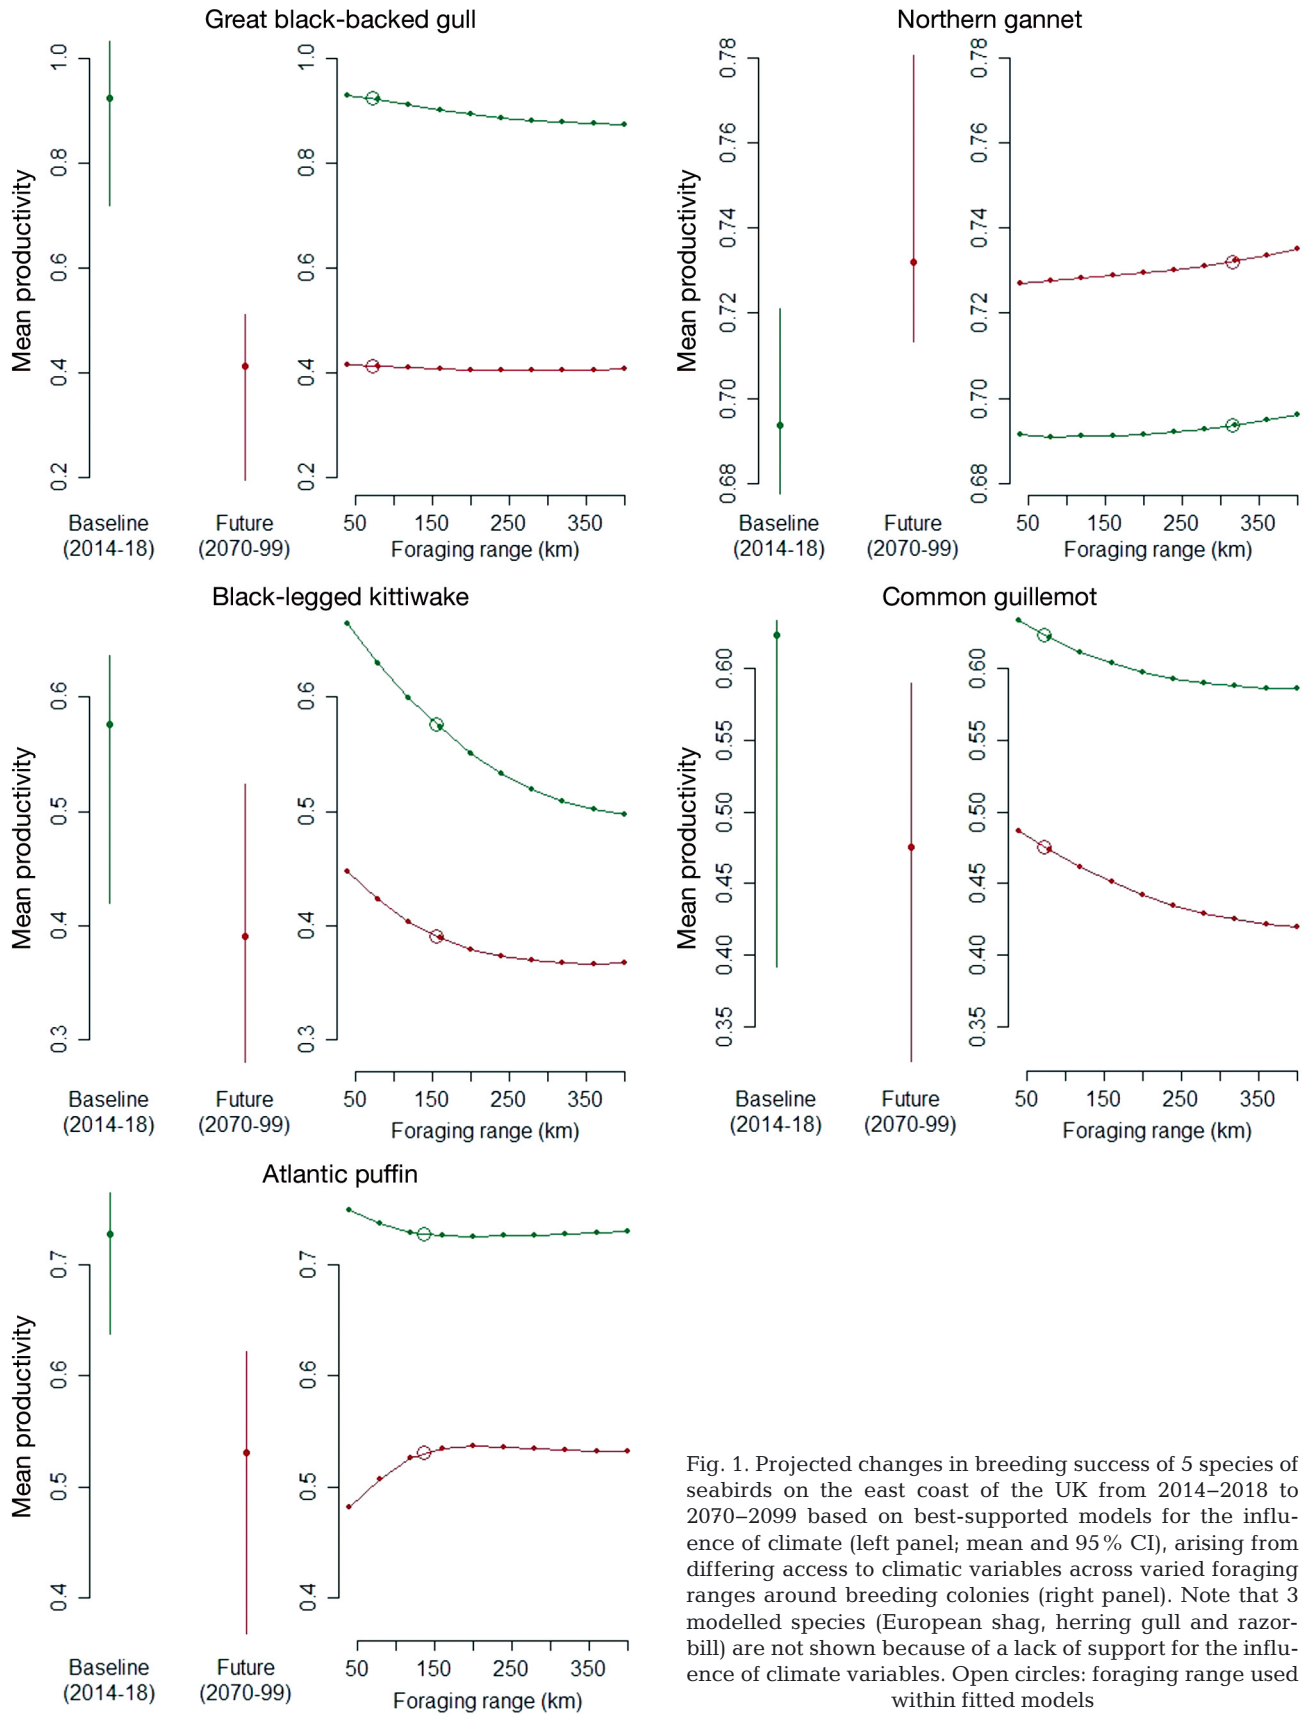 Great black-backed gull
Mean productivity
1.0
0.8
0.6
0.4
0.2
Baseline
(2014-18)
Future
(2070-99)
1.0
0.8
0.6
0.4
0.2
50 150 250 350
Foraging range (km)
Northern gannet
Mean productivity
0.78
0.76
0.74
0.72
0.70
0.68
Baseline
(2014-18)
Future
(2070-99)
0.78
0.76
0.74
0.72
0.70
0.68
50 150 250 350
Foraging range (km)
Black-legged kittiwake
Mean productivity
0.6
0.5
0.4
0.3
Baseline
(2014-18)
Future
(2070-99)
0.6
0.5
0.4
0.3
50 150 250 350
Foraging range (km)
Common guillemot
Mean productivity
0.60
0.55
0.50
0.45
0.40
0.35
Baseline
(2014-18)
Future
(2070-99)
0.60
0.55
0.50
0.45
0.40
0.35
50 150 250 350
Foraging range (km)
Atlantic puffin
Mean productivity
0.7
0.6
0.5
0.4
Baseline
(2014-18)
Future
(2070-99)
0.7
0.6
0.5
0.4
50 150 250 350
Foraging range (km)
Fig. 1. Projected changes in breeding success of 5 species of
seabirds on the east coast of the UK from 2014–2018 to
2070–2099 based on best-supported models for the influ-
ence of climate (left panel; mean and 95% CI), arising from
differing access to climatic variables across varied foraging
ranges around breeding colonies (right panel). Note that 3
modelled species (European shag, herring gull and razor-
bill) are not shown because of a lack of support for the influ-
ence of climate variables. Open circles: foraging range used
within fitted models